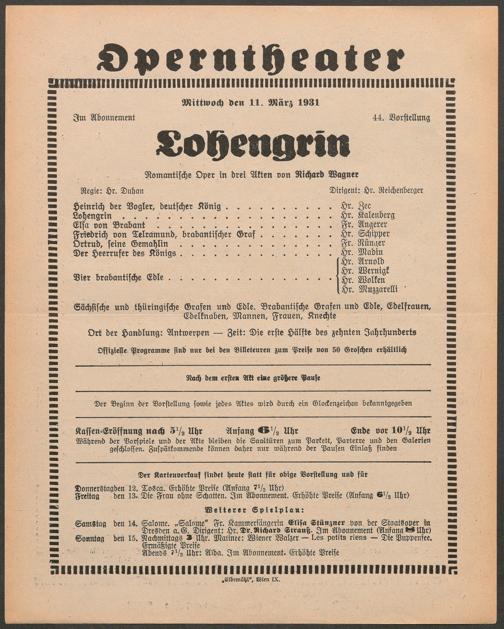 Operntheater
Mittwoch den 11. März 1931
Im Abonnement 44. Vorstellung
Lohengrin
Romantische Oper in drei Akten von Richard Wagner
Regie: Hr. Duhan Dirigent: Hr. Reichenberger
Heinrich der Vogler, deutscher König . . . . . . . . . . Hr. Zec
Lohengrin . . . . . . . . . . . . . . . . . . Hr. Kalenberg
Elsa von Brabant . . . . . . . . . . . . . . . Fr. Angerer
Friedrich von Telramund, brabantischer Graf . . . . . . . Hr. Schipper
Ortrud, seine Gemahlin . . . . . . . . . . . . . . Fr. Rünger
Der Heerrufer des Königs . . . . . . . . . . . . . Hr. Madin
Hr. Arnold
Hr. Wernigk
Vier brabantische Edle . . . . . . . . . . . . . . Hr. Wolken
Hr. Muzzarelli
Sächsische und thüringische Grafen und Edle. Brabantische Grafen und Edle, Edelfrauen,
Edelknaben, Mannen, Frauen, Knechte
Ort der Handlung: Antwerpen — Zeit: Die erste Hälfte des zehnten Jahrhunderts
Offizielle Programme sind nur bei den Billeteuren zum Preise von 50 Groschen erhältlich
Nach dem ersten Akt eine größere Pause
Der Beginn der Vorstellung sowie jedes Aktes wird durch ein Glockenzeichen bekanntgegeben
Kassen-Eröffnung nach 5½ Uhr Anfang 6½ Uhr Ende vor 10½ Uhr
Während der Vorspiele und der Akte bleiben die Saaltüren zum Parkett, Parterre und den Galerien
geschlossen. Zuspätkommende können daher nur während der Pausen Einlaß finden
Der Kartenverkauf findet heute statt für obige Vorstellung und für
Donnerstag den 12. Tosca. Erhöhte Preise (Anfang 7½ Uhr)
Freitag den 13. Die Frau ohne Schatten. Im Abonnement. Erhöhte Preise (Anfang 6½ Uhr)
Weiterer Spielplan:
Samstag den 14. Salome. „Salome“ Fr. Kammersängerin Elisa Stünzner von der Staatsoper in
Dresden a. G. Dirigent: Hr. Dr. Richard Strauß. Im Abonnement (Anfang Uhr)
Sonntag den 15. Nachmittags 3 Uhr. Matinee: Wiener Walzer — Les petits riens — Die Puppenfee.
Ermäßigte Preise
Abends 7½ Uhr: Aida. Im Abonnement. Erhöhte Preise
„Elbemühl“, Wien IX.